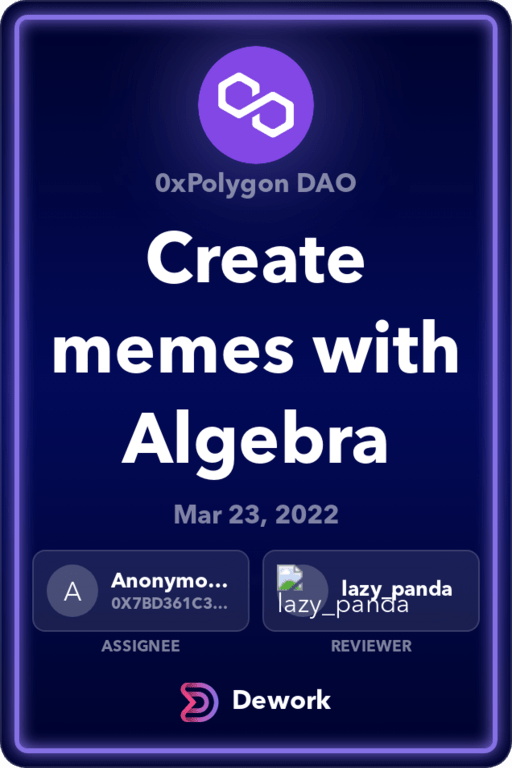 0xPolygon DAO
Create
memes with
Algebra
Mar 23, 2022
A
Anonymo...
0X7BD361C3...
lazy_panda
lazy_panda
ASSIGNEE
REVIEWER
Dework